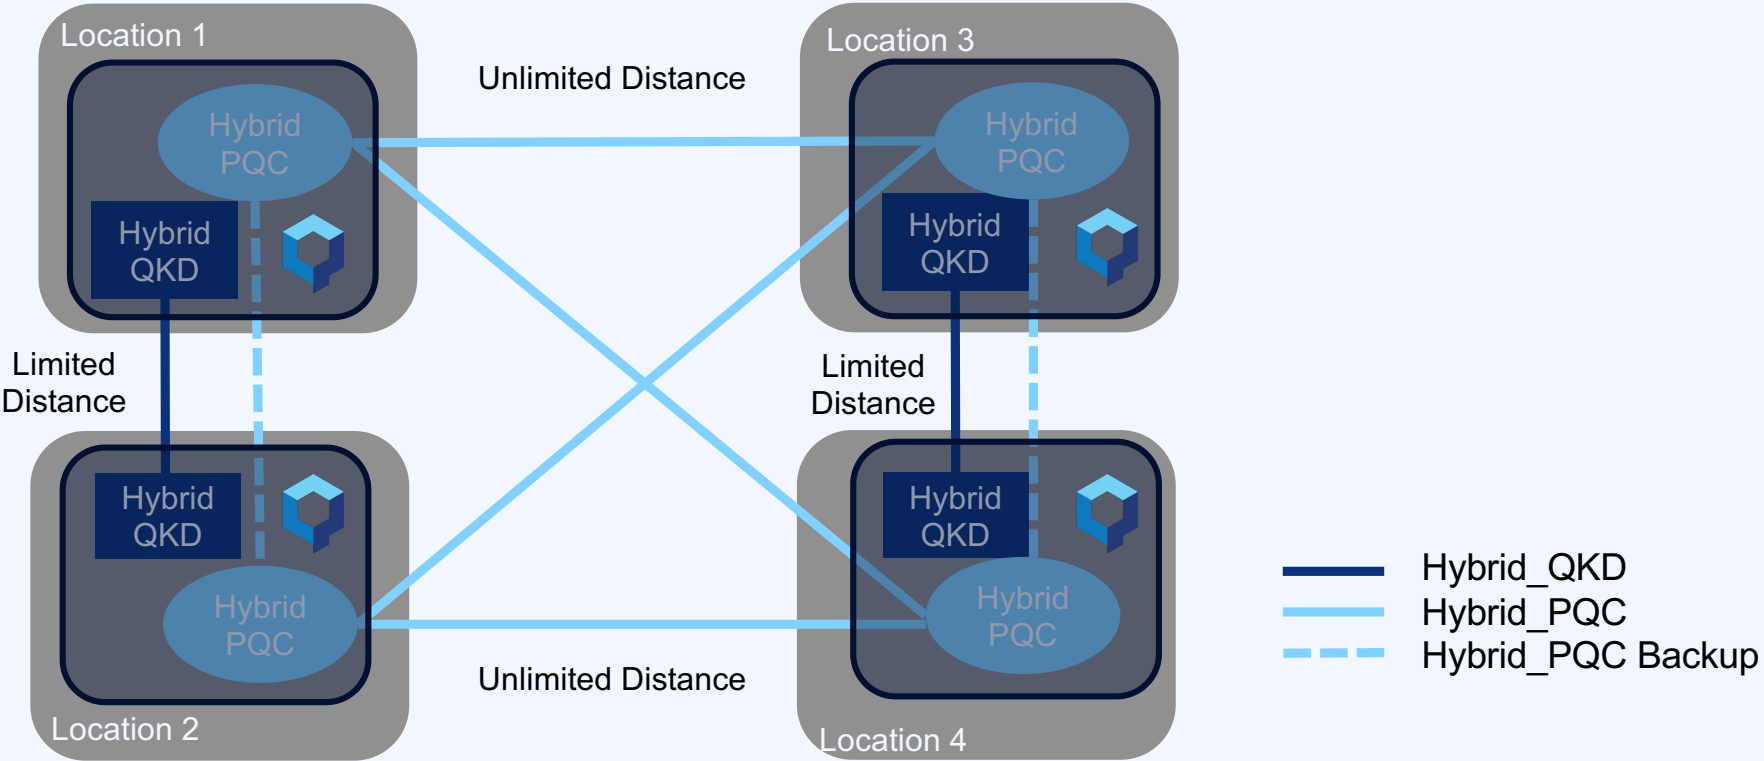 Location 1
Hybrid
PQC
Hybrid
QKD
Unlimited Distance
Location 3
Hybrid
PQC
Hybrid
QKD
Limited
Distance
Limited
Distance
Hybrid
QKD
Hybrid
PQC
Location 2
Unlimited Distance
Hybrid
QKD
Hybrid
PQC
Location 4
Hybrid_QKD
Hybrid_PQC
Hybrid_PQC Backup